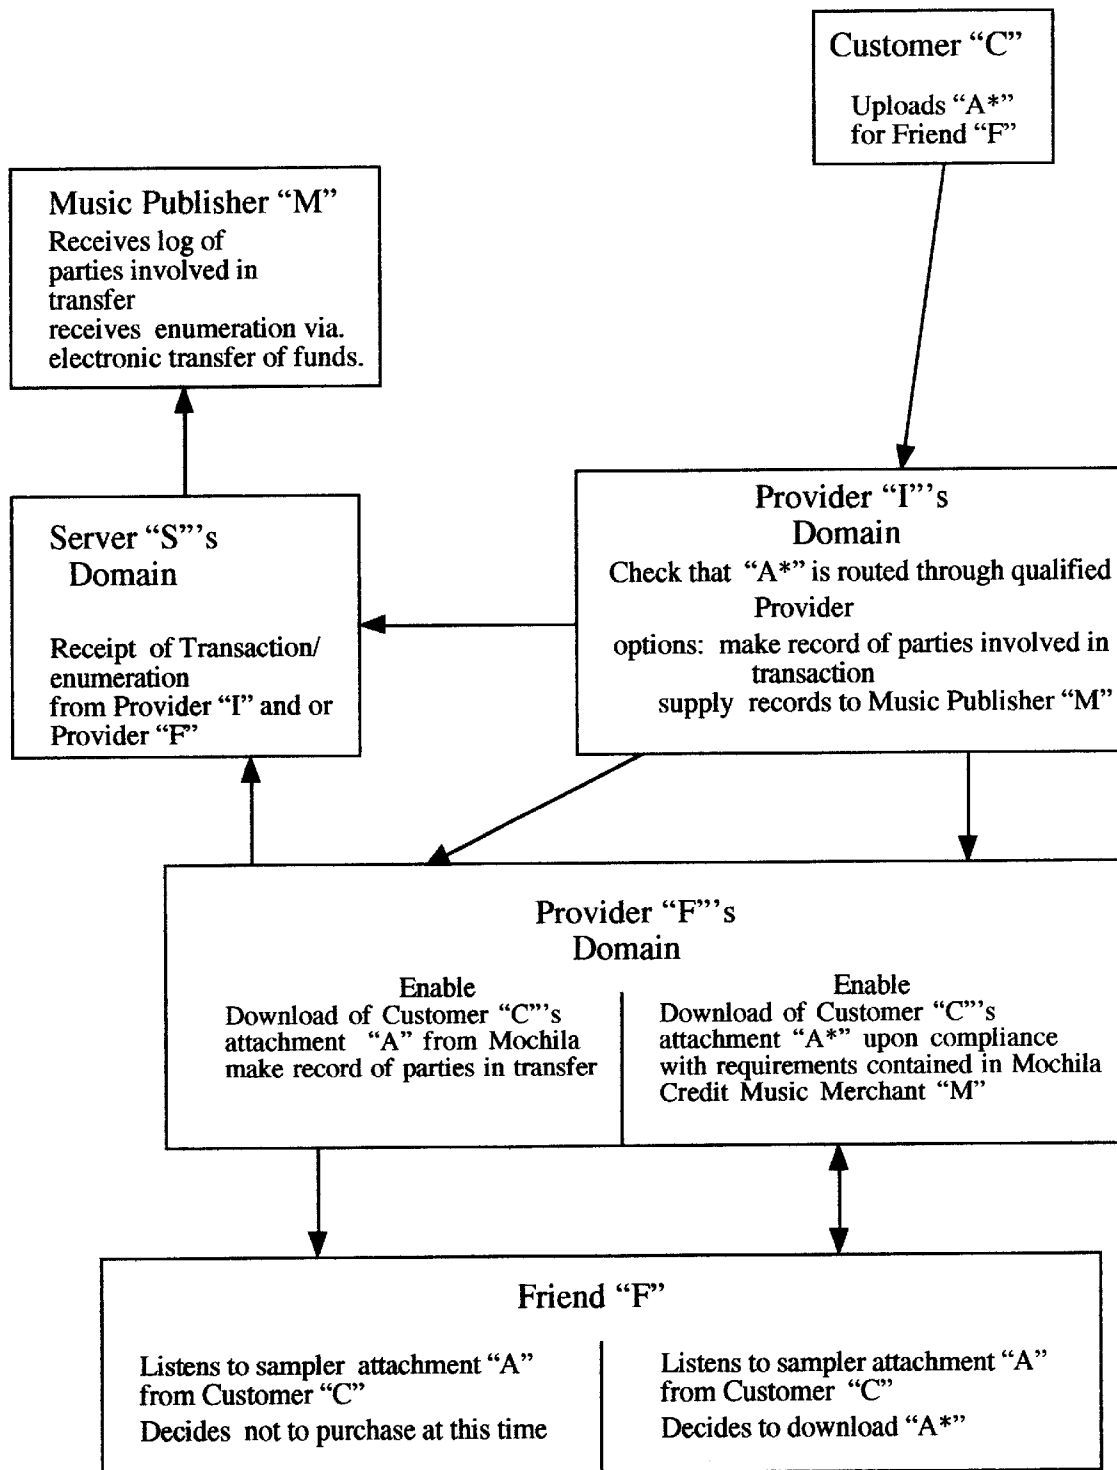 Customer “C”
Uploads “A*”
for Friend “F”
Music Publisher “M”
Receives log of
parties involved in
transfer
receives enumeration via.
electronic transfer of funds.
Server “S”’s
Domain
Receipt of Transaction/
enumeration
from Provider “I” and or
Provider “F”
Provider “I”’s
Domain
Check that “A*” is routed through qualified
Provider
options: make record of parties involved in
transaction
supply records to Music Publisher “M”
Provider “F”’s
Domain
Enable
Download of Customer “C”’s
attachment “A” from Mochila
make record of parties in transfer
Enable
Download of Customer “C”’s
attachment “A*” upon compliance
with requirements contained in Mochila
Credit Music Merchant “M”
Friend “F”
Listens to sampler attachment “A”
from Customer “C”
Decides not to purchase at this time
Listens to sampler attachment “A”
from Customer “C”
Decides to download “A*”